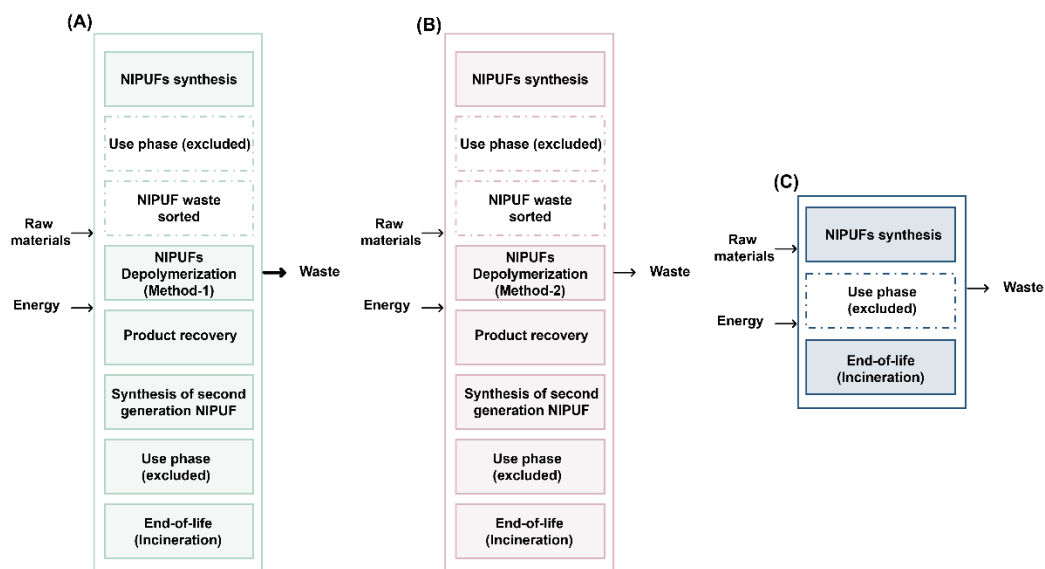 (A)
NIPUFs synthesis
Use phase (excluded)
NIPUF waste
sorted
Raw
materials
NIPUFs
Depolymerization
(Method-1)
Waste
Energy
Product recovery
Synthesis of second
generation NIPUF
Use phase
(excluded)
End-of-life
(Incineration)
(B)
NIPUFs synthesis
Use phase (excluded)
NIPUF waste
sorted
Raw
materials
NIPUFs
Depolymerization
(Method-2)
Waste
Energy
Product recovery
Synthesis of second
generation NIPUF
Use phase
(excluded)
End-of-life
(Incineration)
(C)
NIPUFs synthesis
Raw
materials
Use phase
(excluded)
Waste
Energy
End-of-life
(Incineration)